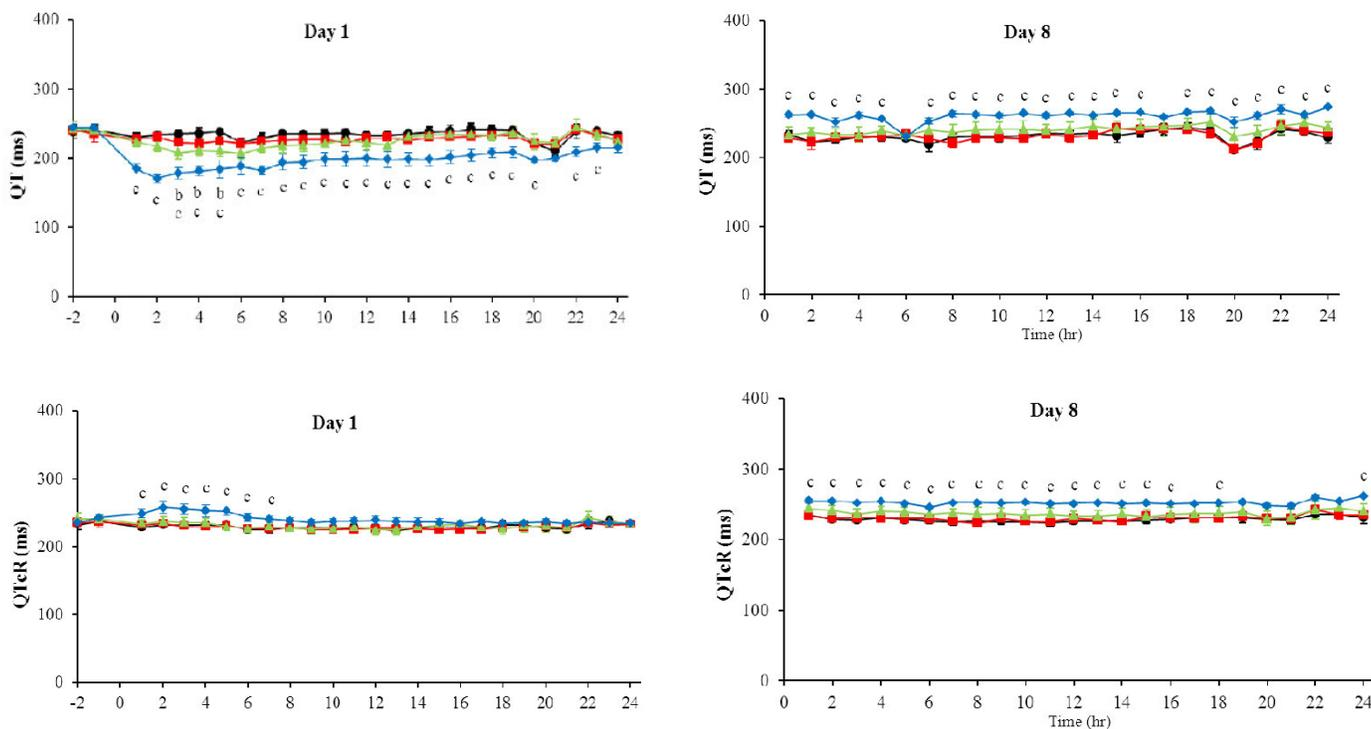 Day 1
QT (ms)
400
300
200
100
0
c c b b b c c c c c c c c c c c c c c c c c
c c c
-2 0 2 4 6 8 10 12 14 16 18 20 22 24
Day 8
QT (ms)
400
300
200
100
0
c c c c c c c c c c c c c c c c c c c c c c
0 2 4 6 8 10 12 14 16 18 20 22 24
Time (hr)
Day 1
QTcR (ms)
400
300
200
100
0
c c c c c c c
-2 0 2 4 6 8 10 12 14 16 18 20 22 24
Day 8
QTcR (ms)
400
300
200
100
0
c c c c c c c c c c c c c c c c c c
0 2 4 6 8 10 12 14 16 18 20 22 24
Time (hr)